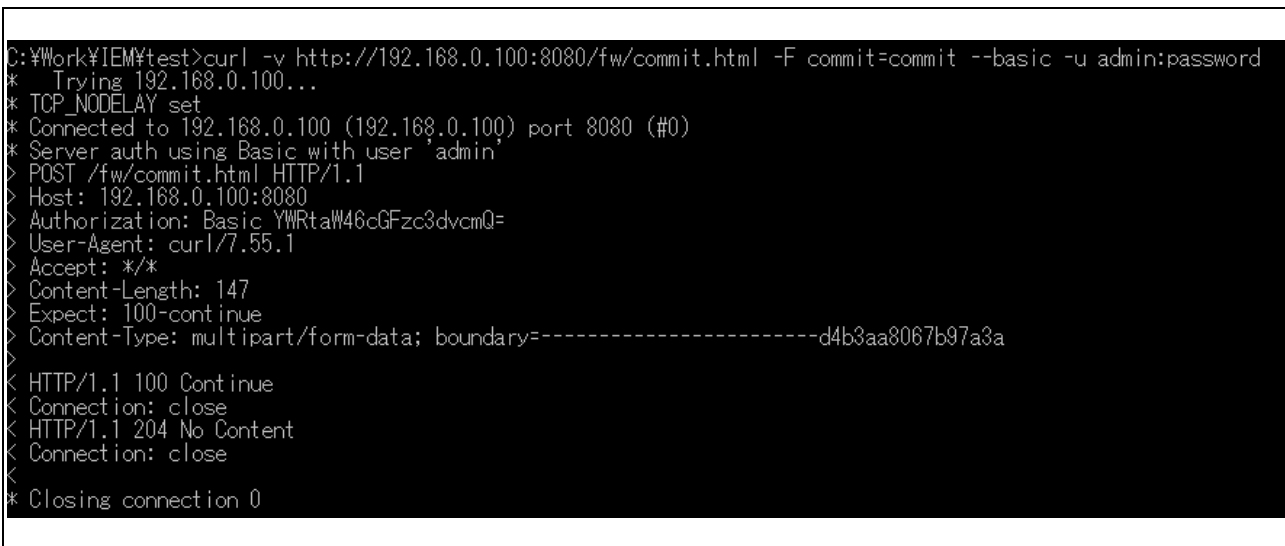 C:¥Work¥IEM¥test>curl -v http://192.168.0.100:8080/fw/commit.html -F commit=commit --basic -u admin:password
*   Trying 192.168.0.100...
* TCP_NODELAY set
* Connected to 192.168.0.100 (192.168.0.100) port 8080 (#0)
* Server auth using Basic with user 'admin'
> POST /fw/commit.html HTTP/1.1
> Host: 192.168.0.100:8080
> Authorization: Basic YWRtaW46cGFzc3dvcmQ=
> User-Agent: curl/7.55.1
> Accept: */*
> Content-Length: 147
> Expect: 100-continue
> Content-Type: multipart/form-data; boundary=------------------------d4b3aa8067b97a3a
>
< HTTP/1.1 100 Continue
< Connection: close
< HTTP/1.1 204 No Content
< Connection: close
<
* Closing connection 0